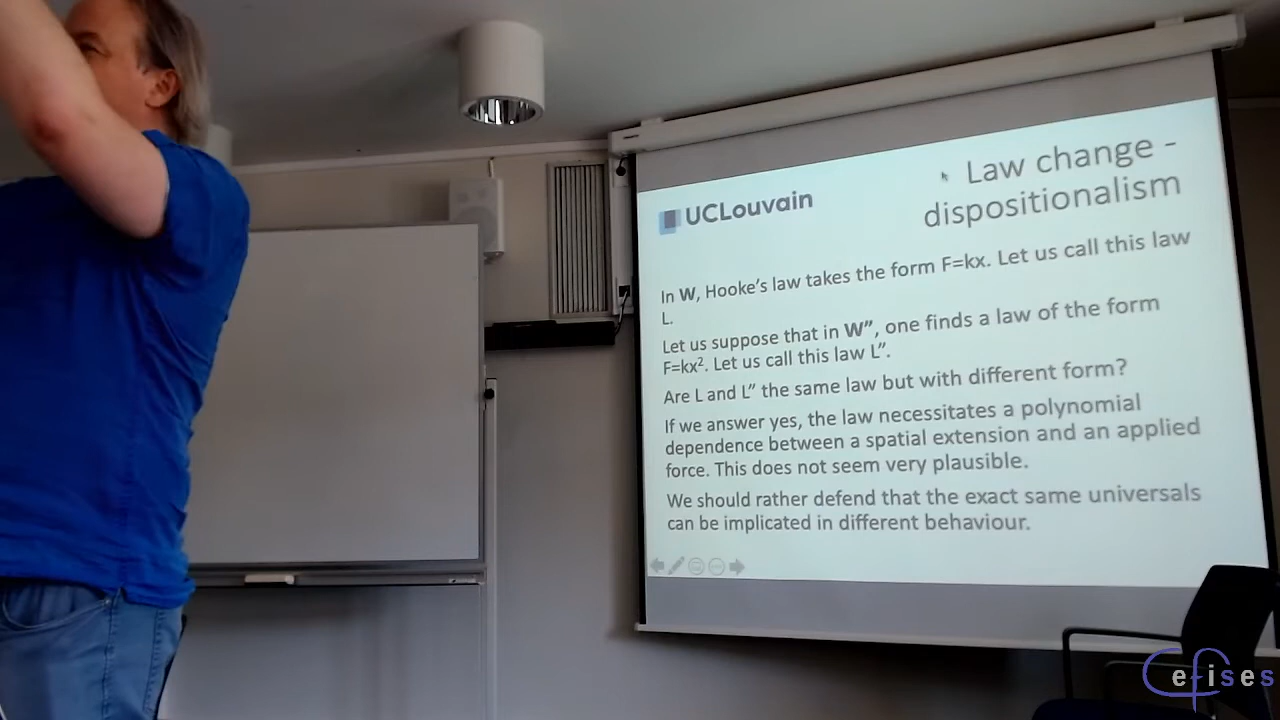 UCLouvain
Law change -
dispositionalism
In W, Hooke's law takes the form F=kx. Let us call this law
L.
Let us suppose that in W”, one finds a law of the form
F=kx². Let us call this law L”.
Are L and L” the same law but with different form?
If we answer yes, the law necessitates a polynomial
dependence between a spatial extension and an applied
force. This does not seem very plausible.
We should rather defend that the exact same universals
can be implicated in different behaviour.
Cefises